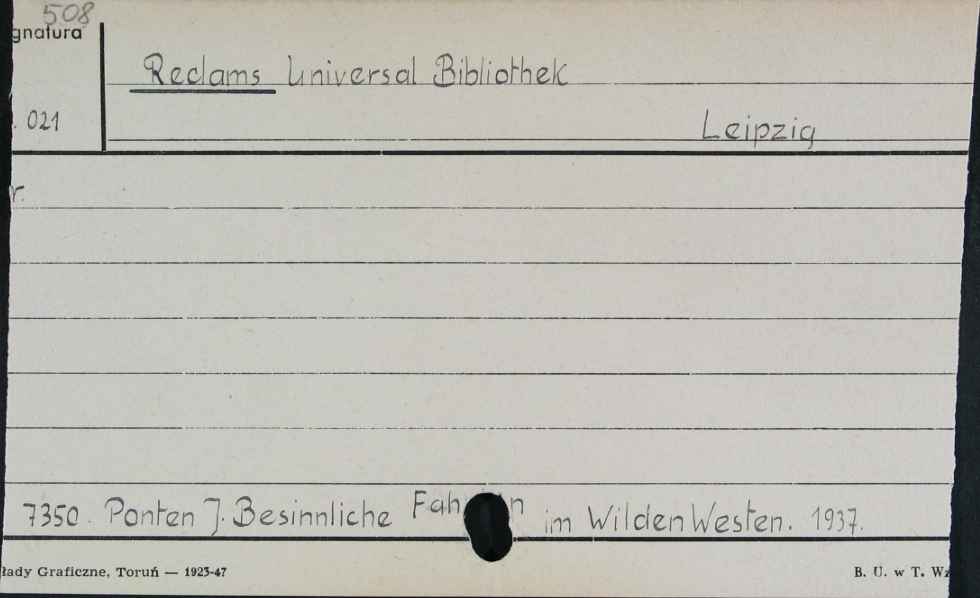 508
gnatura
Reclams Universal Bibliothek
. 021
Leipzig
r.
7350. Ponten J. Besinnliche im Wilden Westen. 1937.
łady Graficzne, Toruń — 1923-47
B. U. w T. Wz